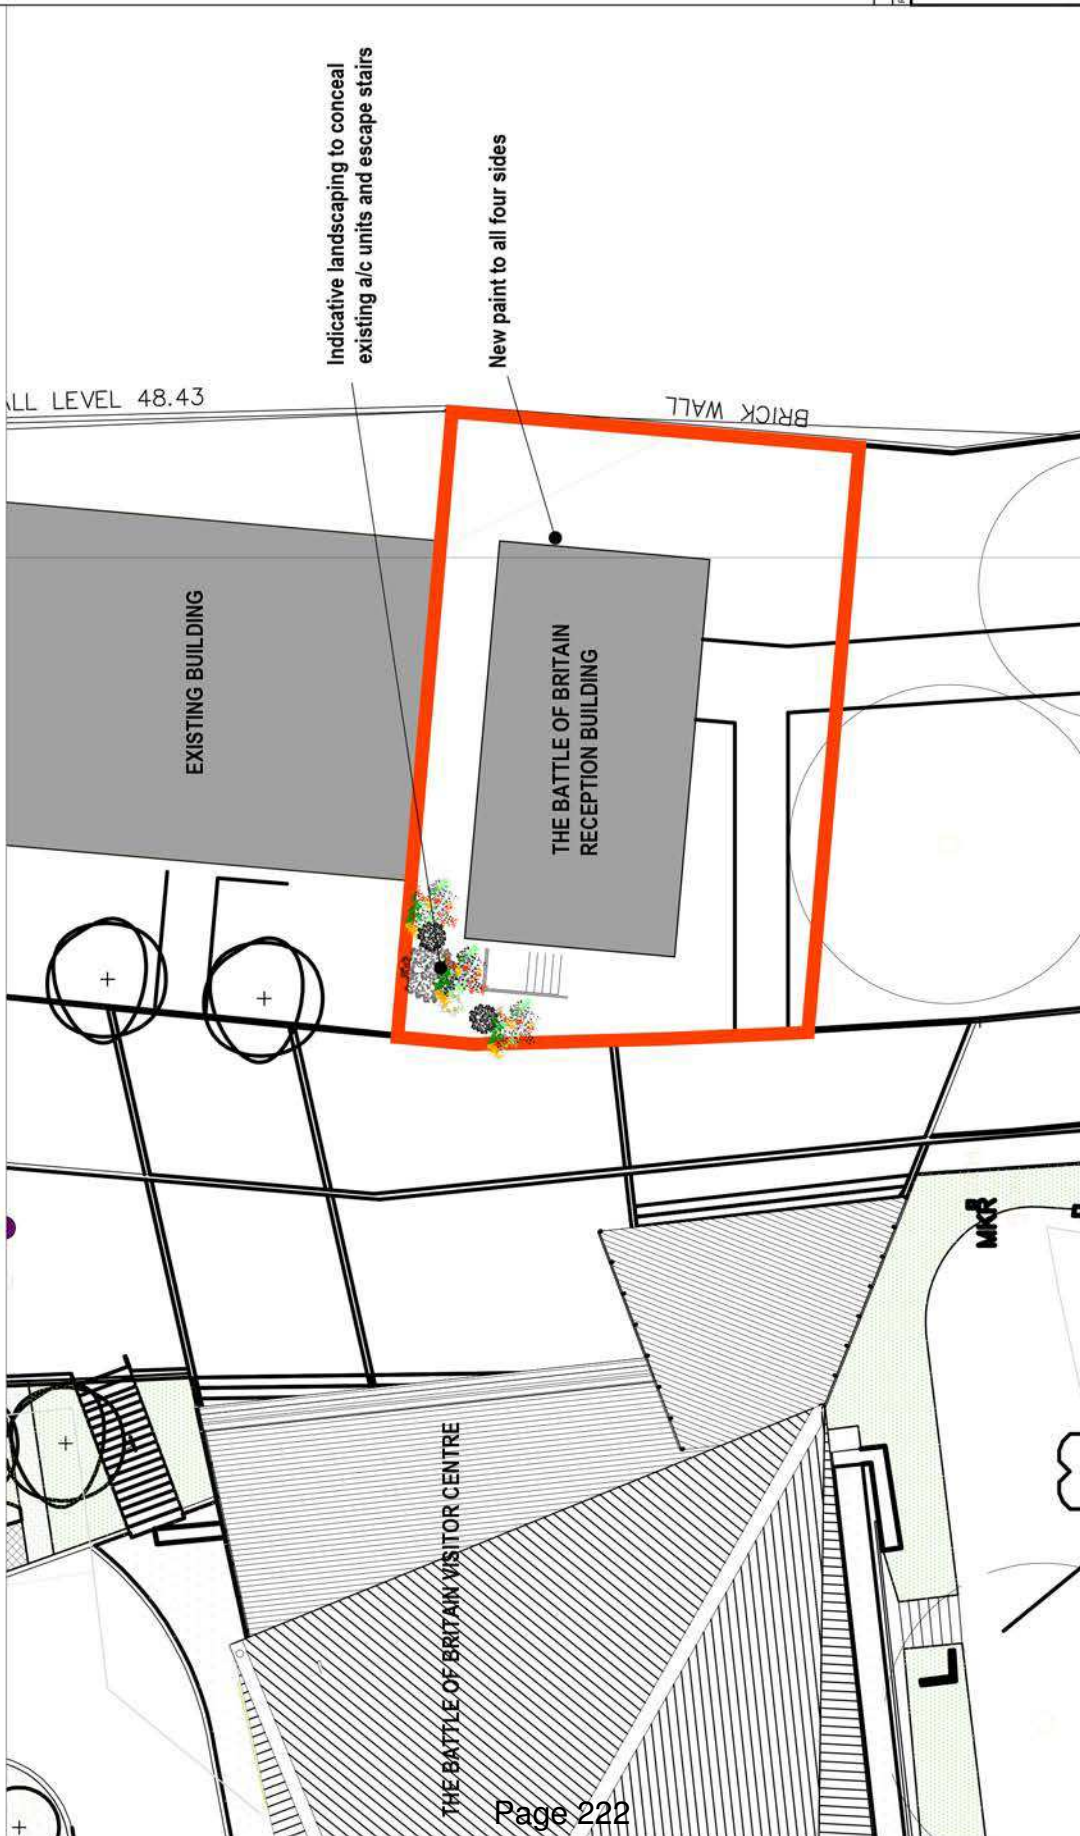 Indicative landscaping to conceal
existing a/c units and escape stairs
New paint to all four sides
LEVEL 48.43
BRICK WALL
EXISTING BUILDING
THE BATTLE OF BRITAIN
RECEPTION BUILDING
MKR
THE BATTLE OF BRITAIN VISITOR CENTRE
L
Page 222